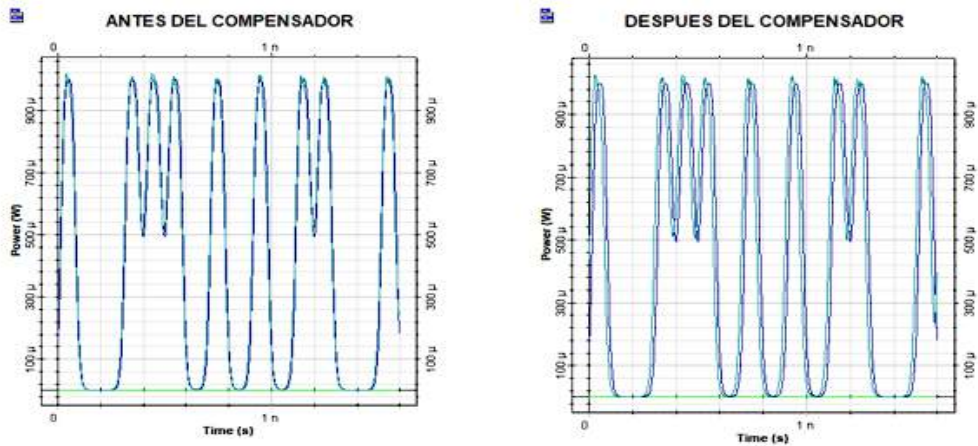 ANTES DEL COMPENSADOR
0 1 n
Power (W)
900 µ 900 µ
700 µ 700 µ
500 µ 500 µ
300 µ 300 µ
100 µ 100 µ
0 1 n
Time (s)
DESPUES DEL COMPENSADOR
0 1 n
Power (W)
900 µ 900 µ
700 µ 700 µ
500 µ 500 µ
300 µ 300 µ
100 µ 100 µ
0 1 n
Time (s)